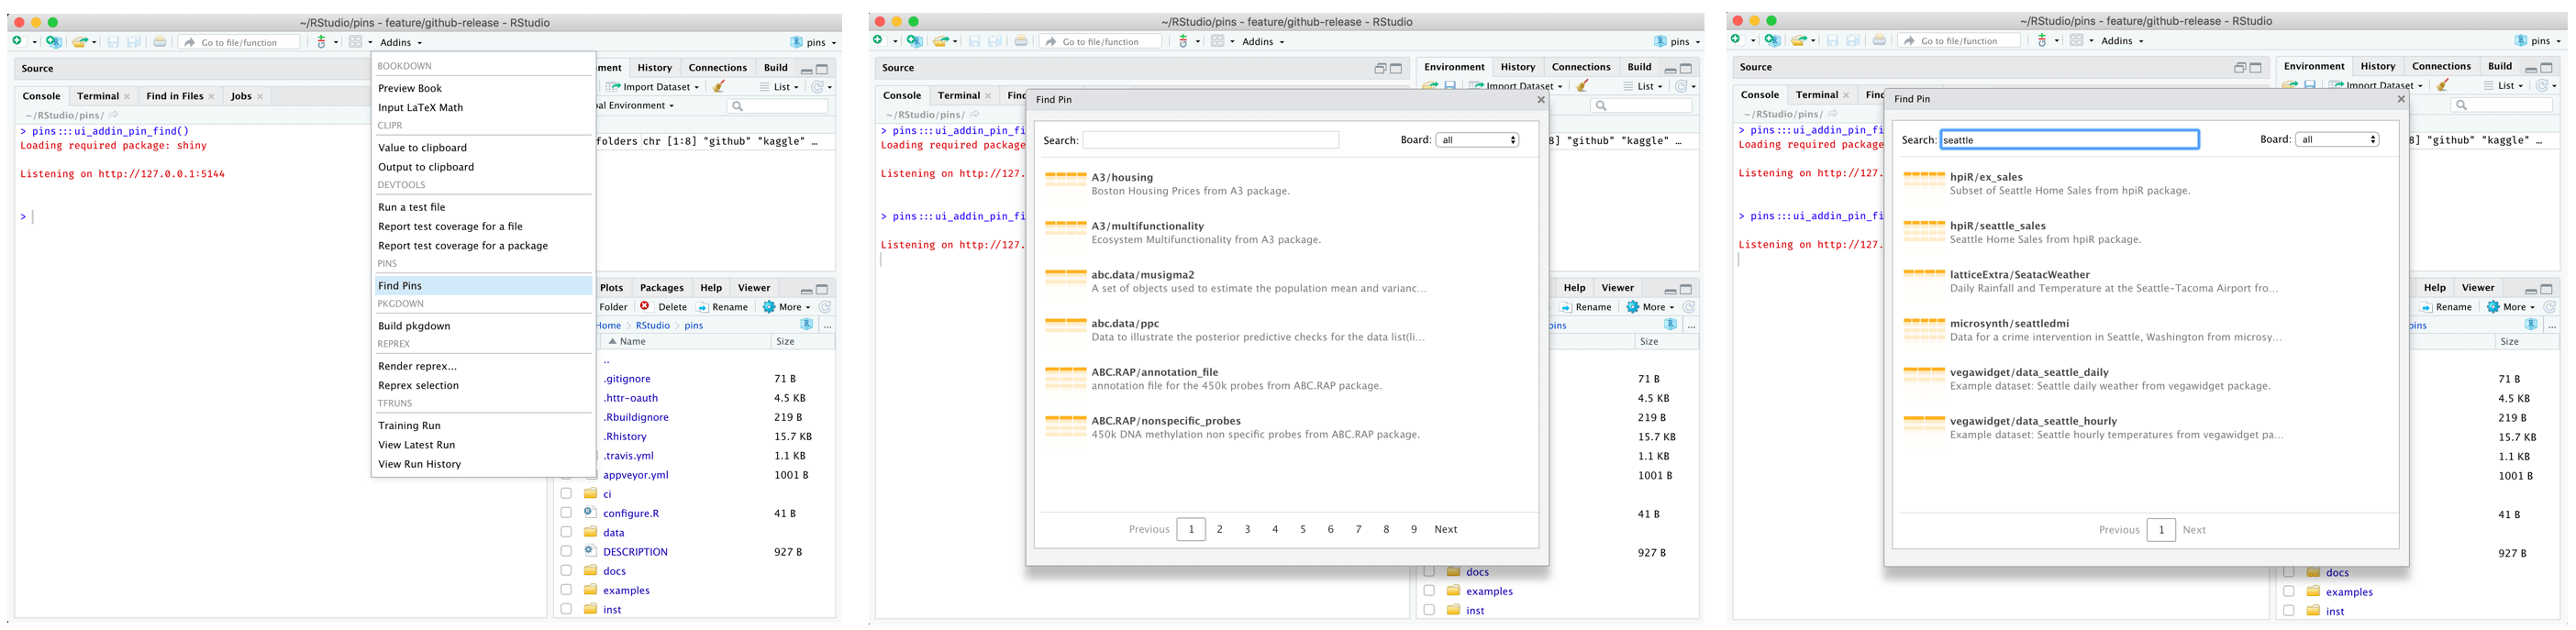 ~/RStudio/pins - feature/github-release - RStudio
Go to file/function
Addins
pins
Source
Console Terminal Find in Files Jobs
~/RStudio/pins/
> pins:::ui_addin_pin_find()
Loading required package: shiny
Listening on http://127.0.0.1:5144
>
BOOKDOWN
Preview Book
Input LaTeX Math
CLIPR
Value to clipboard
Output to clipboard
DEVTOOLS
Run a test file
Report test coverage for a file
Report test coverage for a package
PINS
Find Pins
PKGDOWN
Build pkgdown
REPREX
Render reprex...
Reprex selection
TFRUNS
Training Run
View Latest Run
View Run History
ment History Connections Build
Import Dataset List
al Environment
folders chr [1:8] "github" "kaggle" …
Plots Packages Help Viewer
Folder Delete Rename More
Home RStudio pins ...
Name Size
..
.gitignore 71 B
.httr-oauth 4.5 KB
.Rbuildignore 219 B
.Rhistory 15.7 KB
.travis.yml 1.1 KB
appveyor.yml 1001 B
ci
configure.R 41 B
data
DESCRIPTION 927 B
docs
examples
inst
~/RStudio/pins - feature/github-release - RStudio
Go to file/function
Addins
pins
Source
Console Terminal Find
~/RStudio/pins/
> pins:::ui_addin_pin_fi
Loading required package
Listening on http://127.
> pins:::ui_addin_pin_fi
Listening on http://127.
Environment History Connections Build
Import Dataset List
8] "github" "kaggle" …
Find Pin
Search:
Board: all
A3/housing
Boston Housing Prices from A3 package.
A3/multifunctionality
Ecosystem Multifunctionality from A3 package.
abc.data/musigma2
A set of objects used to estimate the population mean and varianc...
abc.data/ppc
Data to illustrate the posterior predictive checks for the data(li...
ABC.RAP/annotation_file
annotation file for the 450k probes from ABC.RAP package.
ABC.RAP/nonspecific_probes
450k DNA methylation non specific probes from ABC.RAP package.
Previous 1 2 3 4 5 6 7 8 9 Next
Help Viewer
Rename More
pins ...
Size
71 B
4.5 KB
219 B
15.7 KB
1.1 KB
1001 B
41 B
927 B
docs
examples
inst
~/RStudio/pins - feature/github-release - RStudio
Go to file/function
Addins
pins
Source
Console Terminal Find
~/RStudio/pins/
> pins:::ui_addin_pin_fi
Loading required package
Listening on http://127.
> pins:::ui_addin_pin_fi
Listening on http://127.
Environment History Connections Build
Import Dataset List
8] "github" "kaggle" …
Find Pin
Search: seattle
Board: all
hpiR/ex_sales
Subset of Seattle Home Sales from hpiR package.
hpiR/seattle_sales
Seattle Home Sales from hpiR package.
latticeExtra/SeatacWeather
Daily Rainfall and Temperature at the Seattle-Tacoma Airport fro...
microsynth/seattledmi
Data for a crime intervention in Seattle, Washington from microsy...
vegawidget/data_seattle_daily
Example dataset: Seattle daily weather from vegawidget package.
vegawidget/data_seattle_hourly
Example dataset: Seattle hourly temperatures from vegawidget pa...
Previous 1 Next
Help Viewer
Rename More
pins ...
Size
71 B
4.5 KB
219 B
15.7 KB
1.1 KB
1001 B
41 B
927 B
docs
examples
inst